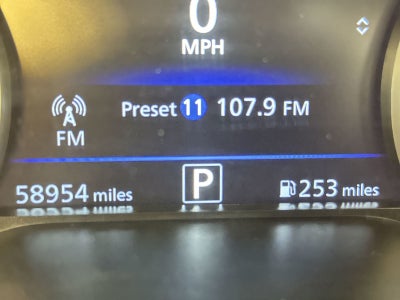 0
MPH
Preset 11 107.9 FM
FM
58954 miles P 253 miles